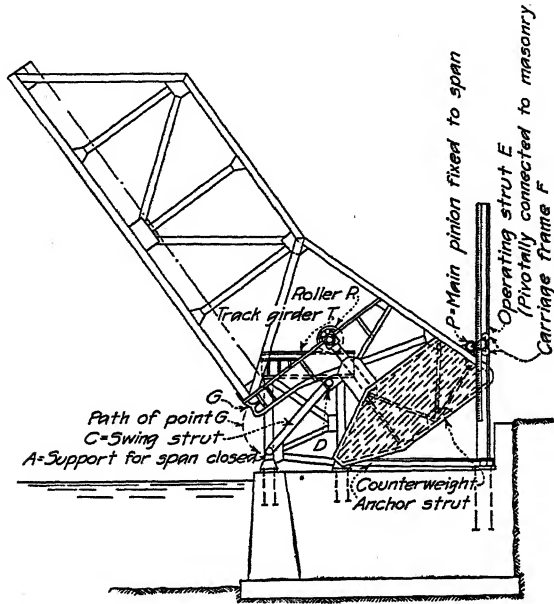 P=Main pinion fixed to span
Operating strut E
(Pivotally connected to masonry.
Carriage frame F
Roller R
Track girder T
G
Path of point G
C=Swing strut
A=Support for span closed
D
Counterweight
Anchor strut